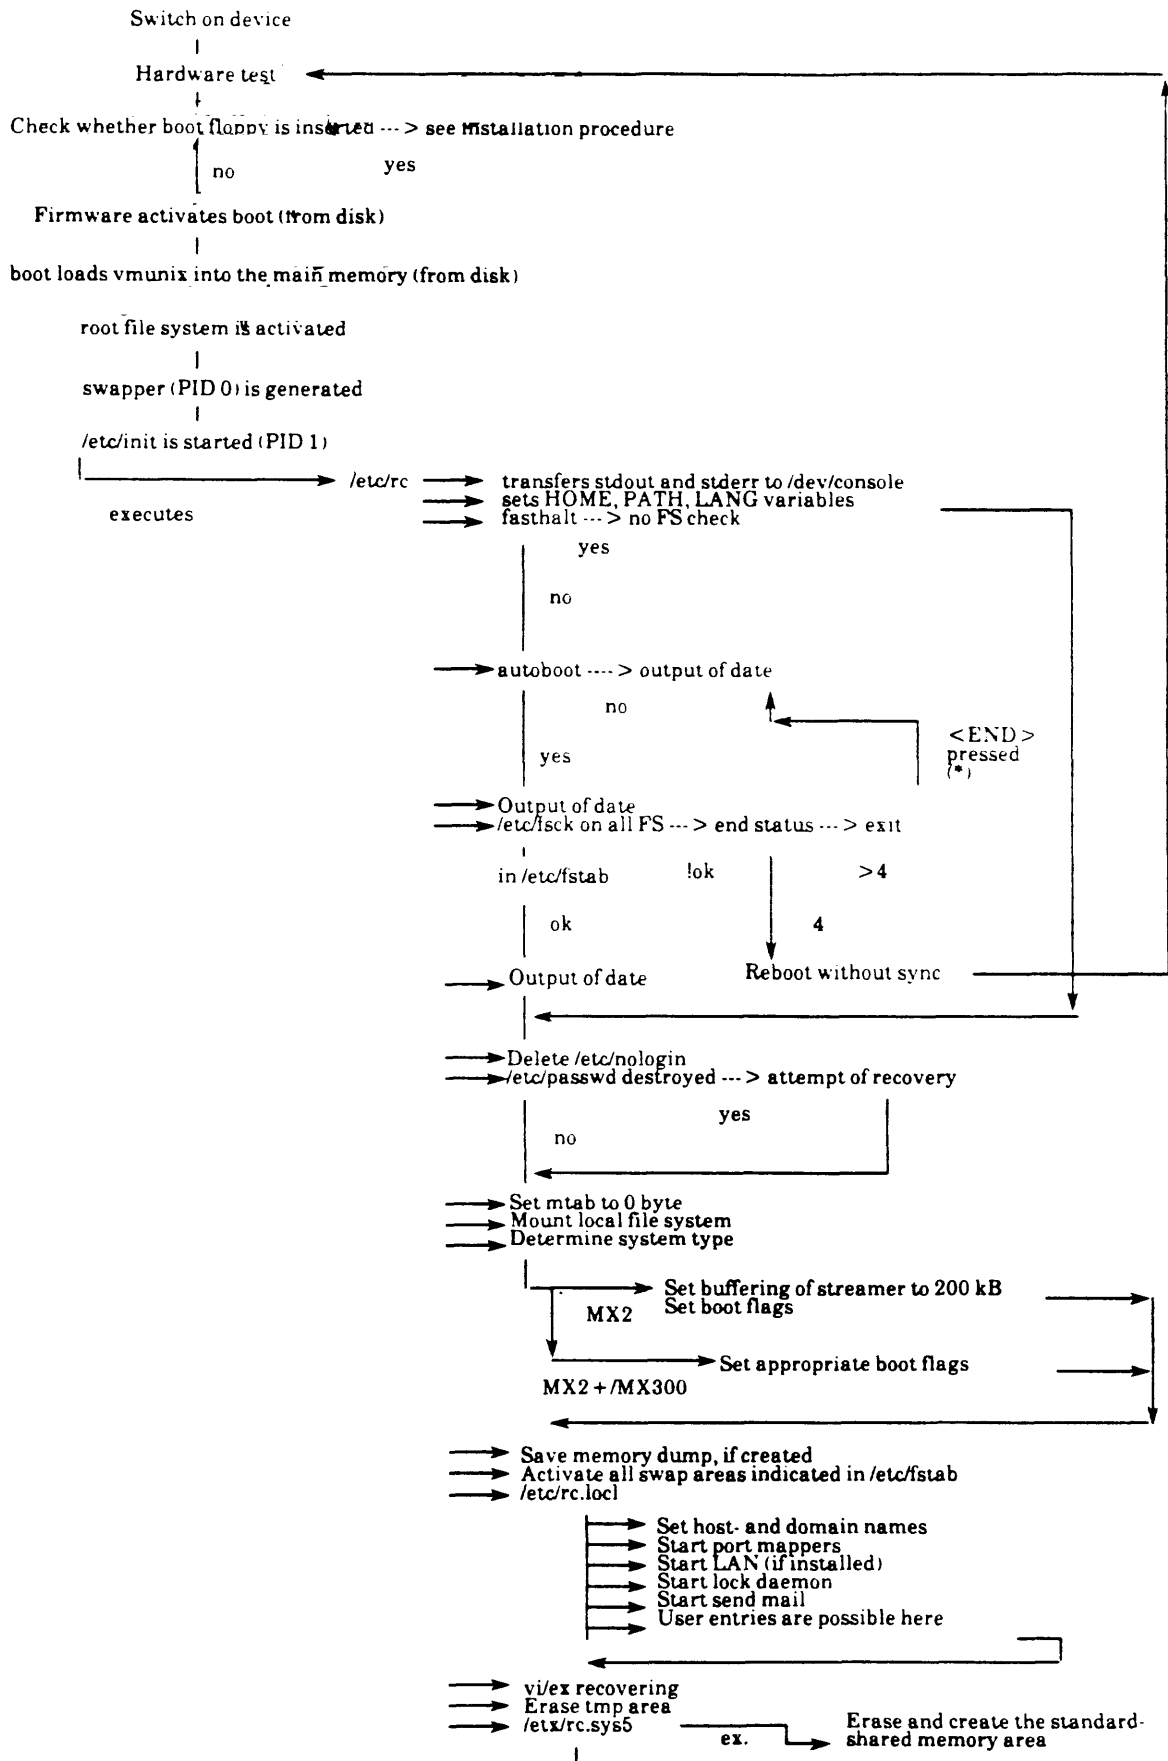 Switch on device
Hardware test
Check whether boot floppy is inserted ---> see installation procedure
no
yes
Firmware activates boot (from disk)
boot loads vmunix into the main memory (from disk)
root file system is activated
swapper (PID 0) is generated
/etc/init is started (PID 1)
executes
/etc/rc
transfers stdout and stderr to /dev/console
sets HOME, PATH, LANG variables
fasthalt ---> no FS check
yes
no
autoboot ----> output of date
no
yes
<END>
pressed
(*)
Output of date
/etc/fsck on all FS ---> end status ---> exit
in /etc/fstab
!ok
>4
ok
4
Output of date
Reboot without sync
Delete /etc/nologin
/etc/passwd destroyed ---> attempt of recovery
yes
no
Set mtab to 0 byte
Mount local file system
Determine system type
Set buffering of streamer to 200 kB
Set boot flags
MX2
Set appropriate boot flags
MX2+/MX300
Save memory dump, if created
Activate all swap areas indicated in /etc/fstab
/etc/rc.locl
Set host- and domain names
Start port mappers
Start LAN (if installed)
Start lock daemon
Start send mail
User entries are possible here
vi/ex recovering
Erase tmp area
/etx/rc.sys5
ex.
Erase and create the standard-
shared memory area